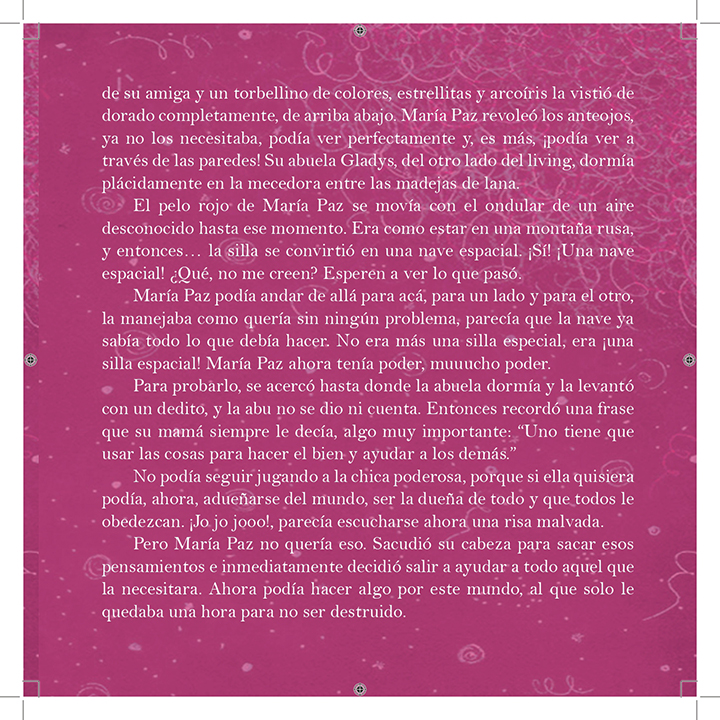 de su amiga y un torbellino de colores, estrellitas y arcoíris la vistió de
dorado completamente, de arriba abajo. María Paz revoleó los anteojos,
ya no los necesitaba, podía ver perfectamente y, es más, ¡podía ver a
través de las paredes! Su abuela Gladys, del otro lado del living, dormía
plácidamente en la mecedora entre las madejas de lana.
El pelo rojo de María Paz se movía con el ondular de un aire
desconocido hasta ese momento. Era como estar en una montaña rusa,
y entonces… la silla se convirtió en una nave espacial. ¡Sí! ¡Una nave
espacial! ¿Qué, no me creen? Esperen a ver lo que pasó.
María Paz podía andar de allá para acá, para un lado y para el otro,
la manejaba como quería sin ningún problema, parecía que la nave ya
sabía todo lo que debía hacer. No era más una silla especial, era ¡una
silla espacial! María Paz ahora tenía poder, muuucho poder.
Para probarlo, se acercó hasta donde la abuela dormía y la levantó
con un dedito, y la abu no se dio ni cuenta. Entonces recordó una frase
que su mamá siempre le decía, algo muy importante: “Uno tiene que
usar las cosas para hacer el bien y ayudar a los demás.”
No podía seguir jugando a la chica poderosa, porque si ella quisiera
podía, ahora, adueñarse del mundo, ser la dueña de todo y que todos le
obedezcan. ¡Jo jo jooo!, parecía escucharse ahora una risa malvada.
Pero María Paz no quería eso. Sacudió su cabeza para sacar esos
pensamientos e inmediatamente decidió salir a ayudar a todo aquel que
la necesitara. Ahora podía hacer algo por este mundo, al que solo le
quedaba una hora para no ser destruido.